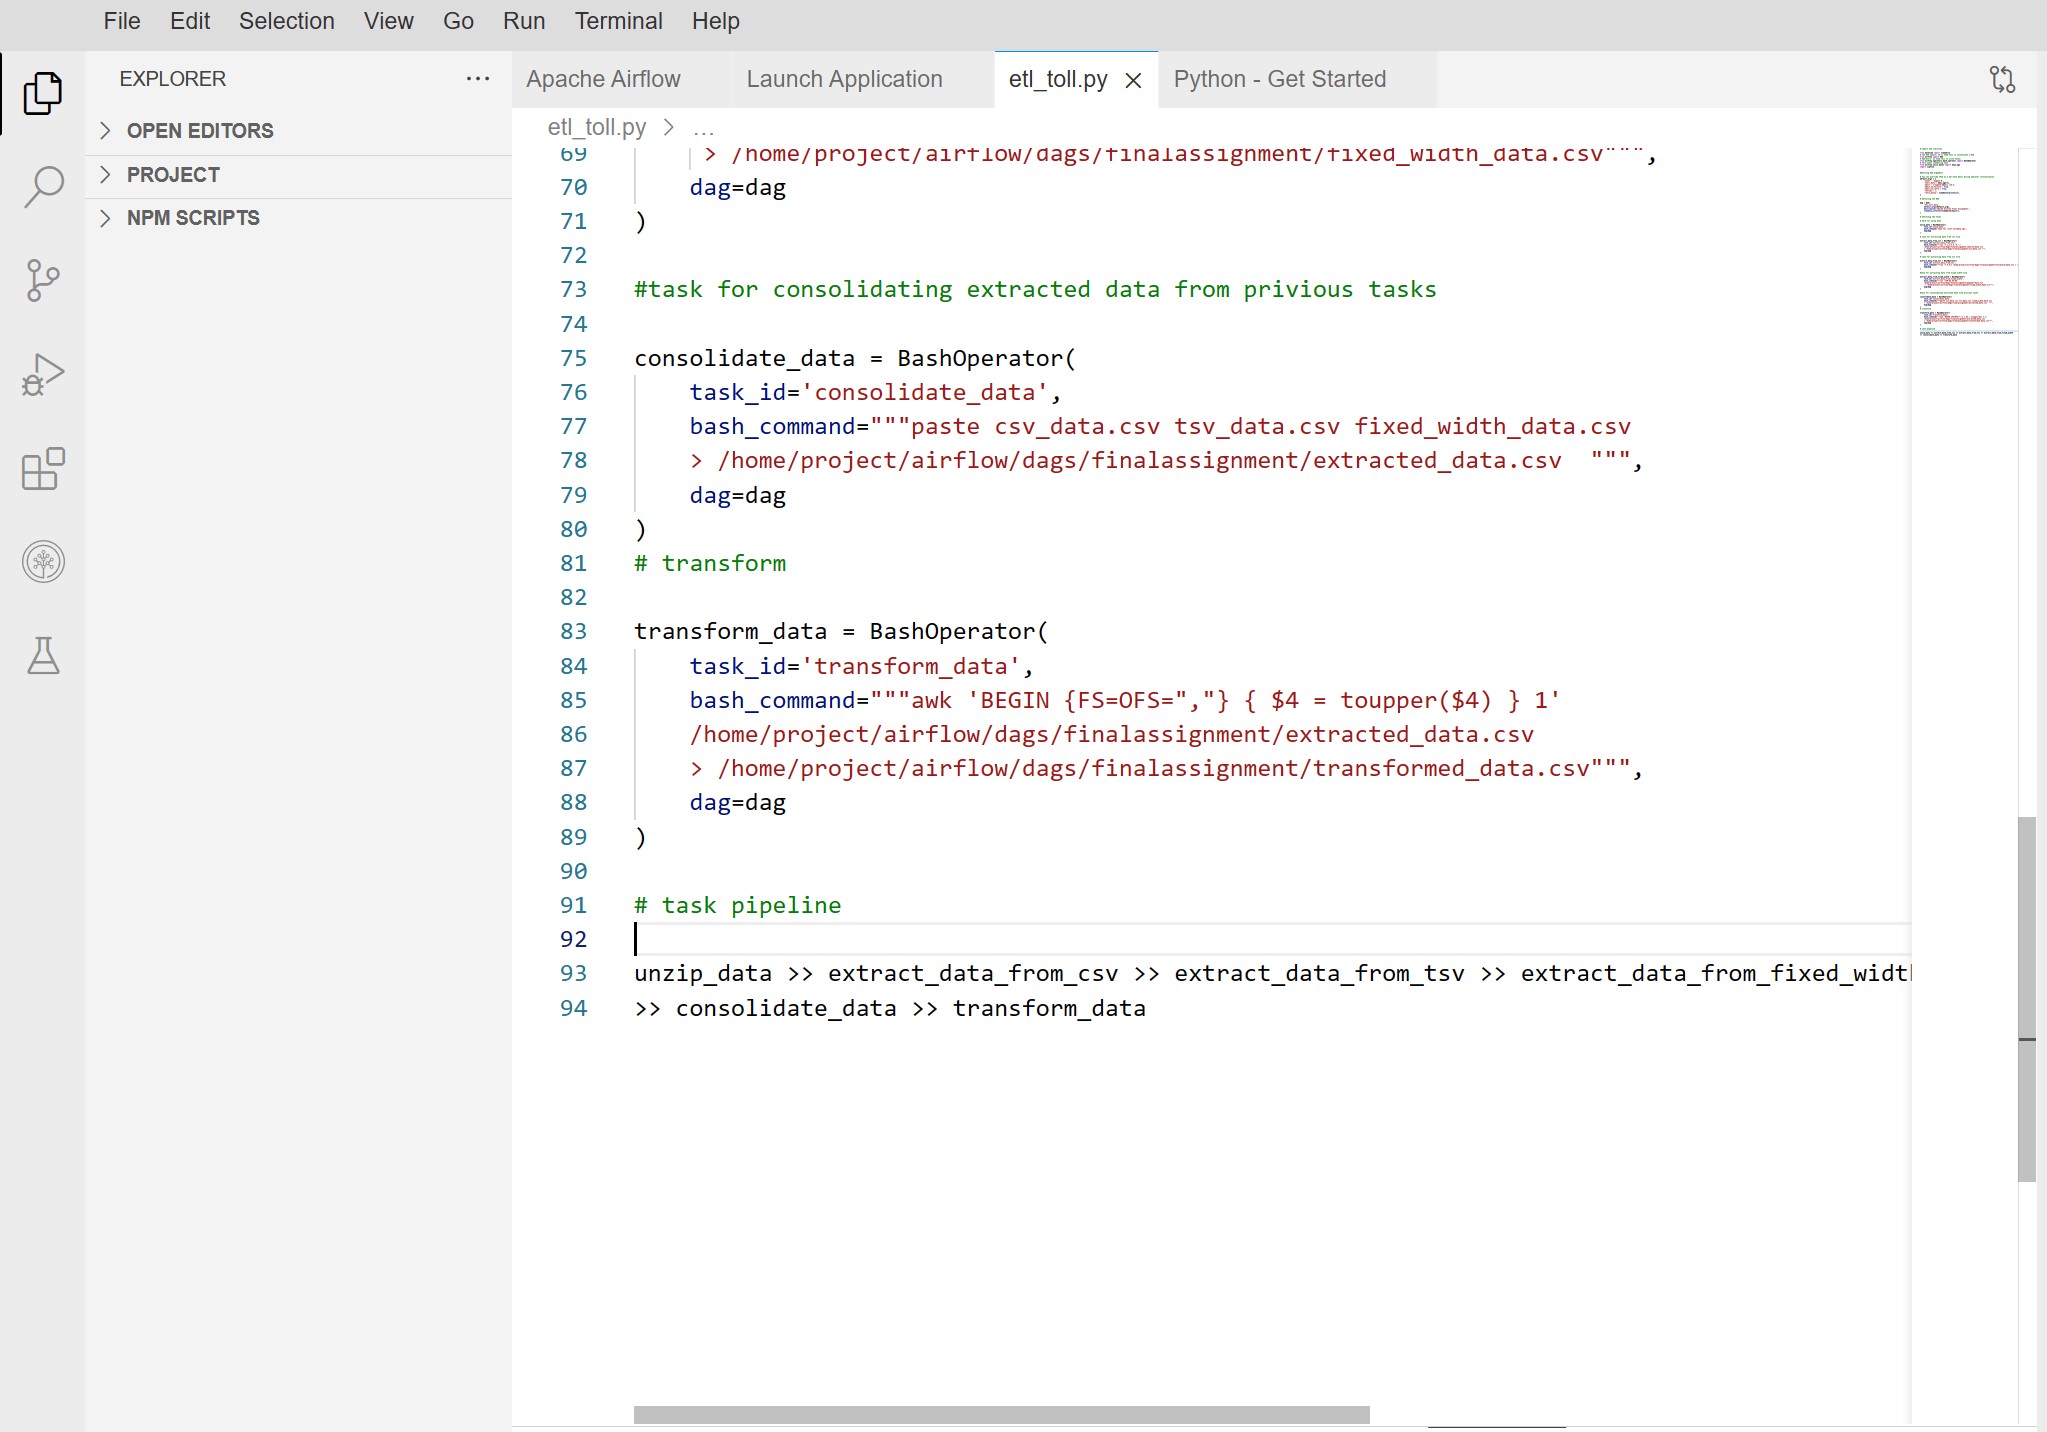 File Edit Selection View Go Run Terminal Help
EXPLORER ...
OPEN EDITORS
PROJECT
NPM SCRIPTS
Apache Airflow Launch Application etl_toll.py Python - Get Started
etl_toll.py > ...
69 > /home/project/airflow/dags/finalassignment/fixed_width_data.csv""",
70 dag=dag
71 )
72
73 #task for consolidating extracted data from privious tasks
74
75 consolidate_data = BashOperator(
76 task_id='consolidate_data',
77 bash_command="""paste csv_data.csv tsv_data.csv fixed_width_data.csv
78 > /home/project/airflow/dags/finalassignment/extracted_data.csv  """,
79 dag=dag
80 )
81 # transform
82
83 transform_data = BashOperator(
84 task_id='transform_data',
85 bash_command="""awk 'BEGIN {FS=OFS=","} { $4 = toupper($4) } 1'
86 /home/project/airflow/dags/finalassignment/extracted_data.csv
87 > /home/project/airflow/dags/finalassignment/transformed_data.csv""",
88 dag=dag
89 )
90
91 # task pipeline
92
93 unzip_data >> extract_data_from_csv >> extract_data_from_tsv >> extract_data_from_fixed_width
94 >> consolidate_data >> transform_data